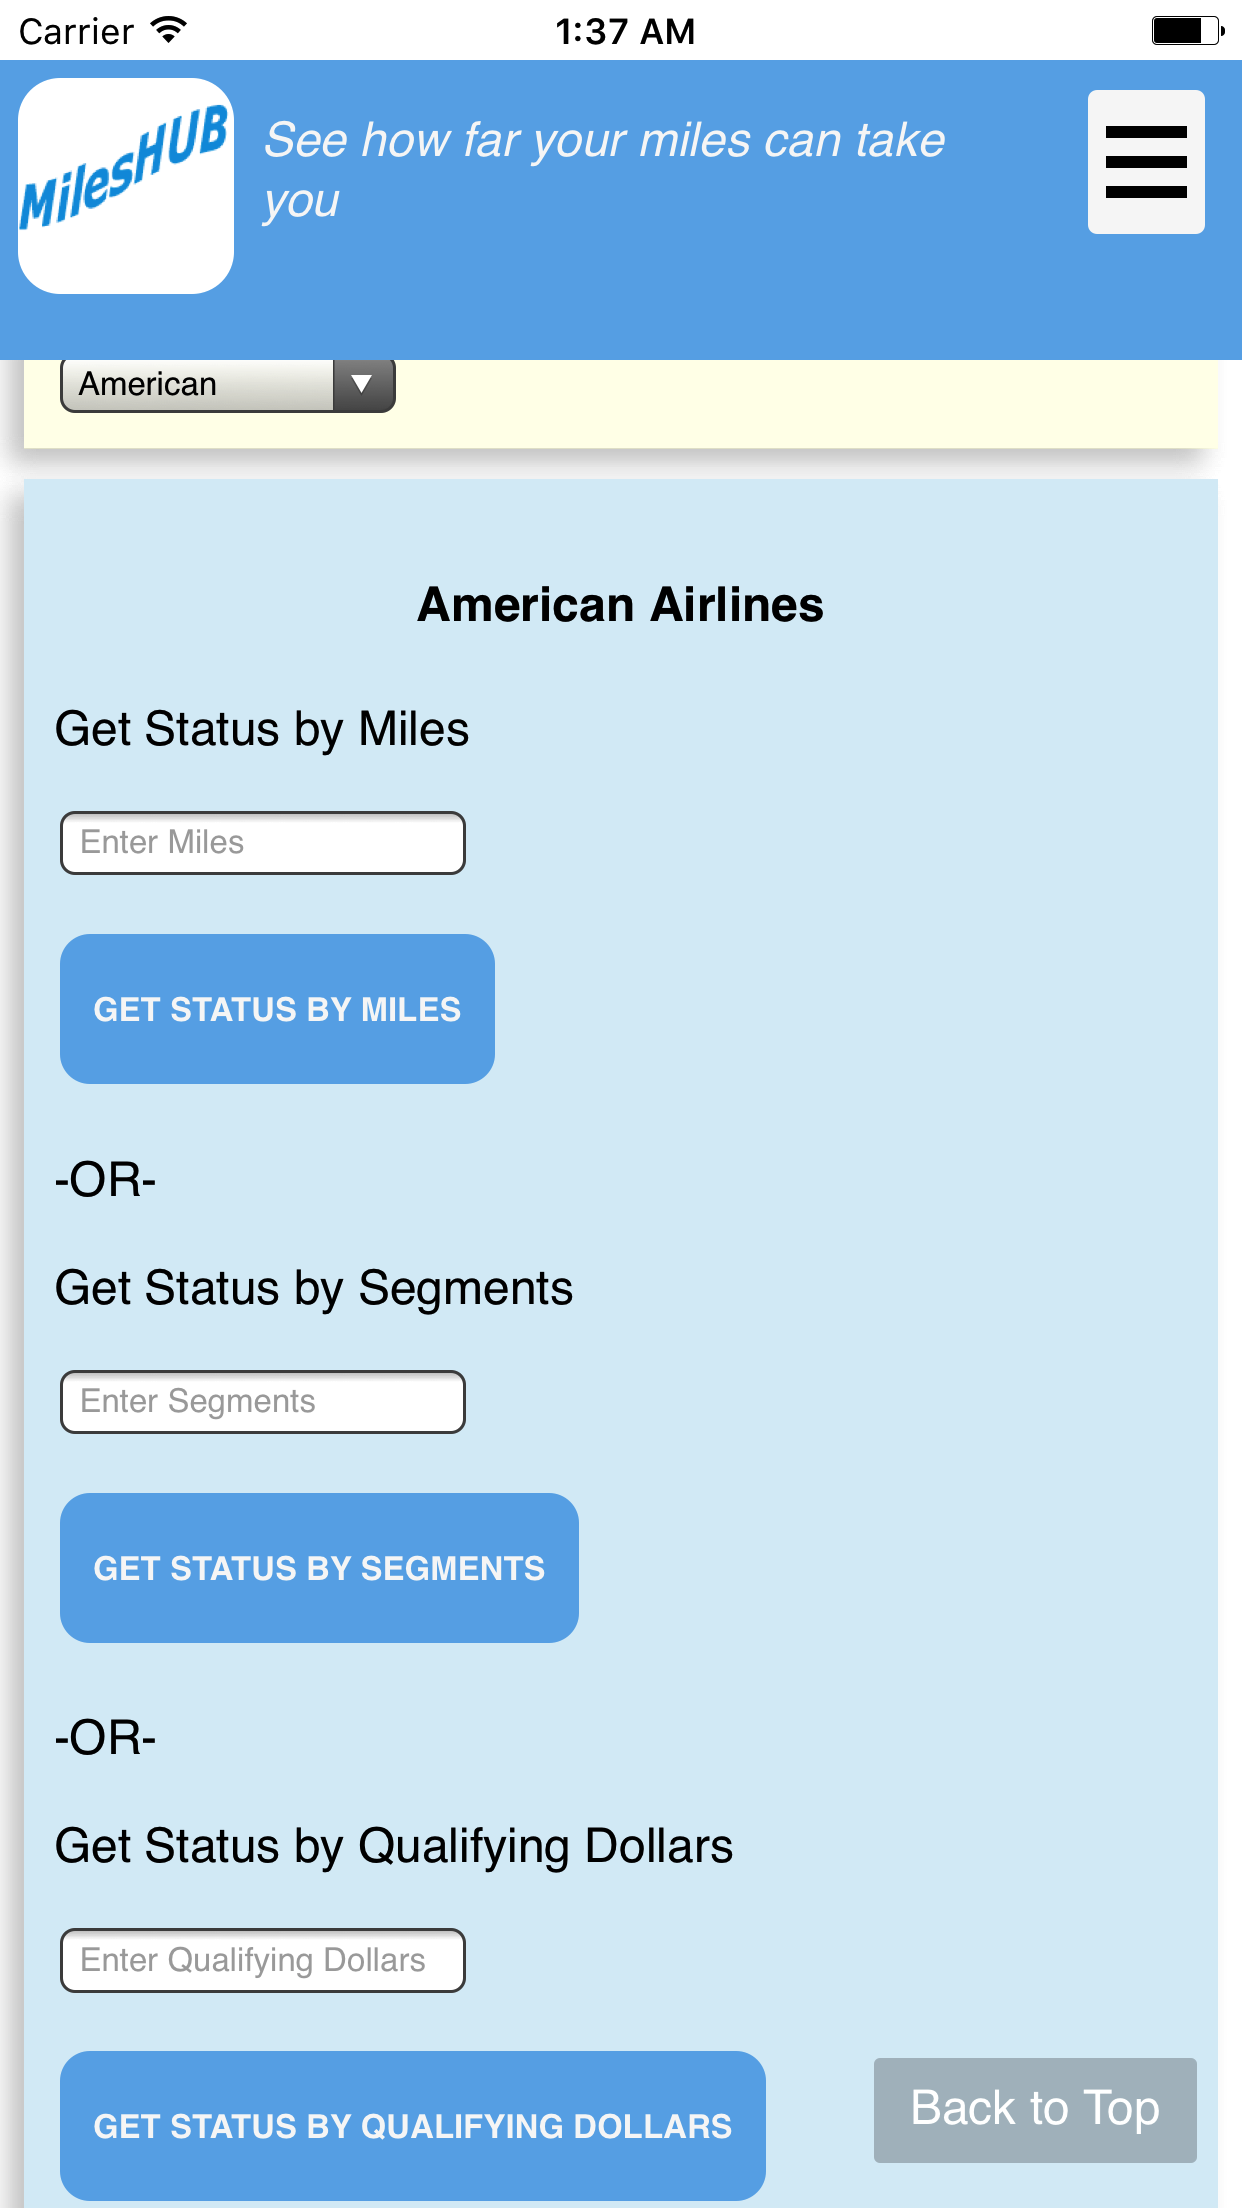 Carrier
1:37 AM
MilesHUB
See how far your miles can take
you
American
American Airlines
Get Status by Miles
Enter Miles
GET STATUS BY MILES
-OR-
Get Status by Segments
Enter Segments
GET STATUS BY SEGMENTS
-OR-
Get Status by Qualifying Dollars
Enter Qualifying Dollars
GET STATUS BY QUALIFYING DOLLARS
Back to Top